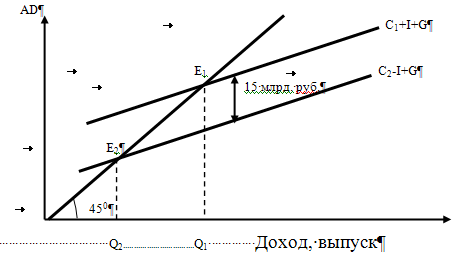 AD¶
C1+I+G¶
E1
C2-I+G¶
15·млрд.·руб.¶
E2¶
45⁰¶
Q2 Q1 Доход,·выпуск¶